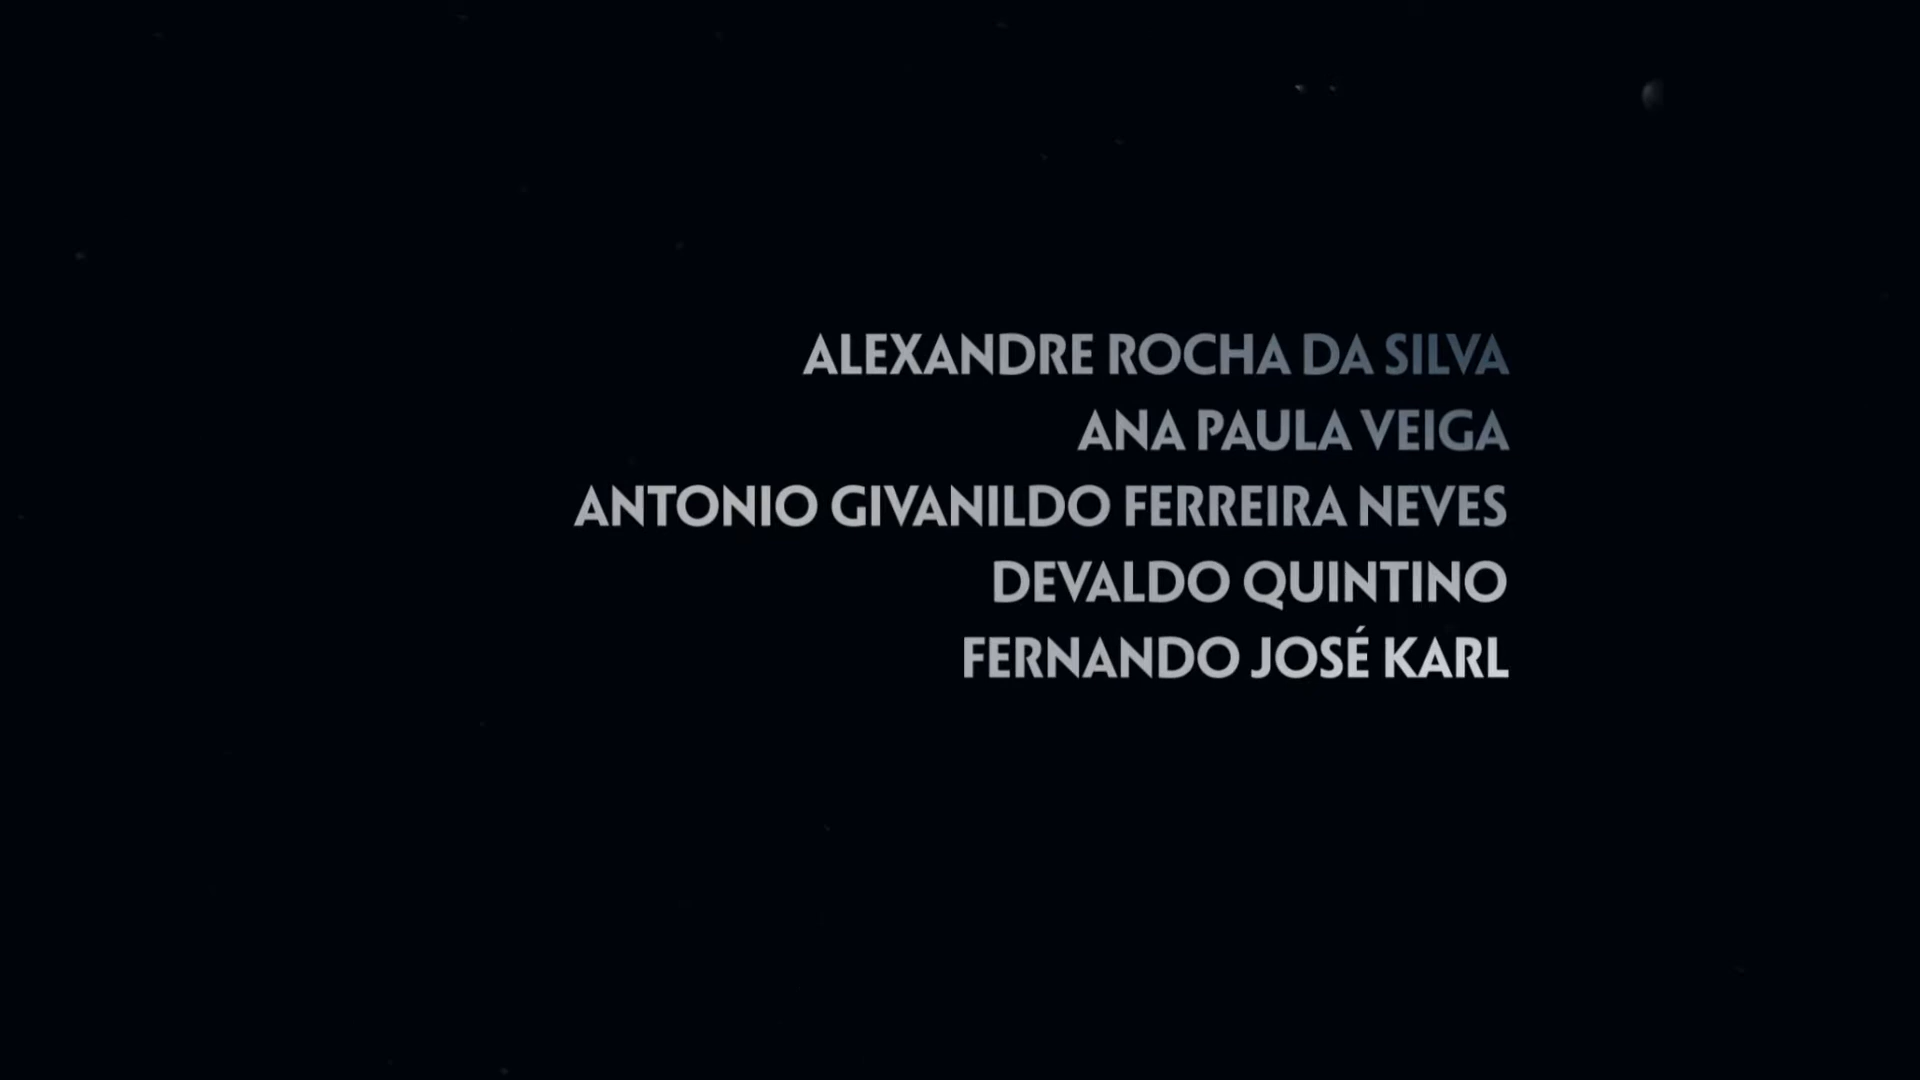 ALEXANDRE ROCHA DA SILVA
ANA PAULA VEIGA
ANTONIO GIVANILDO FERREIRA NEVES
DEVALDO QUINTINO
FERNANDO JOSÉ KARL